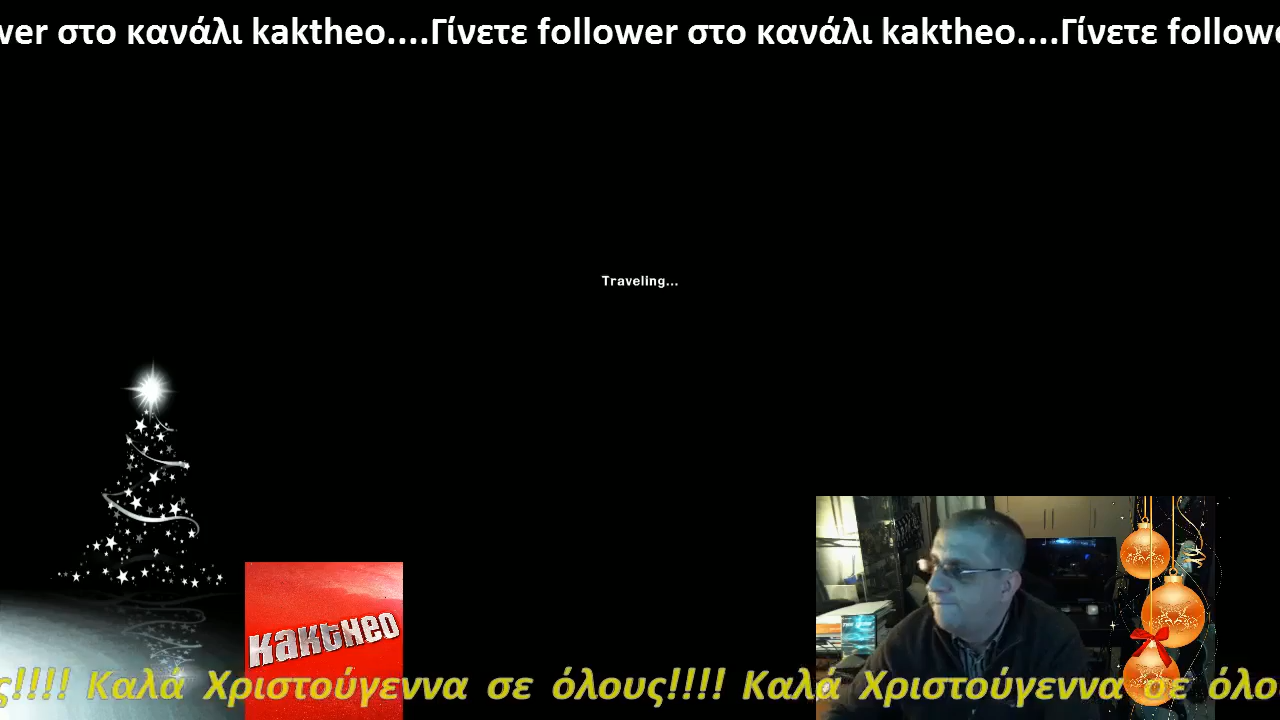 wer στο κανάλι kaktheo....Γίνετε follower στο κανάλι kaktheo....Γίνετε followe
Traveling...
kaktheo
ς!!!! Καλά Χριστούγεννα σε όλους!!!! Καλά Χριστούγεννα σε όλο